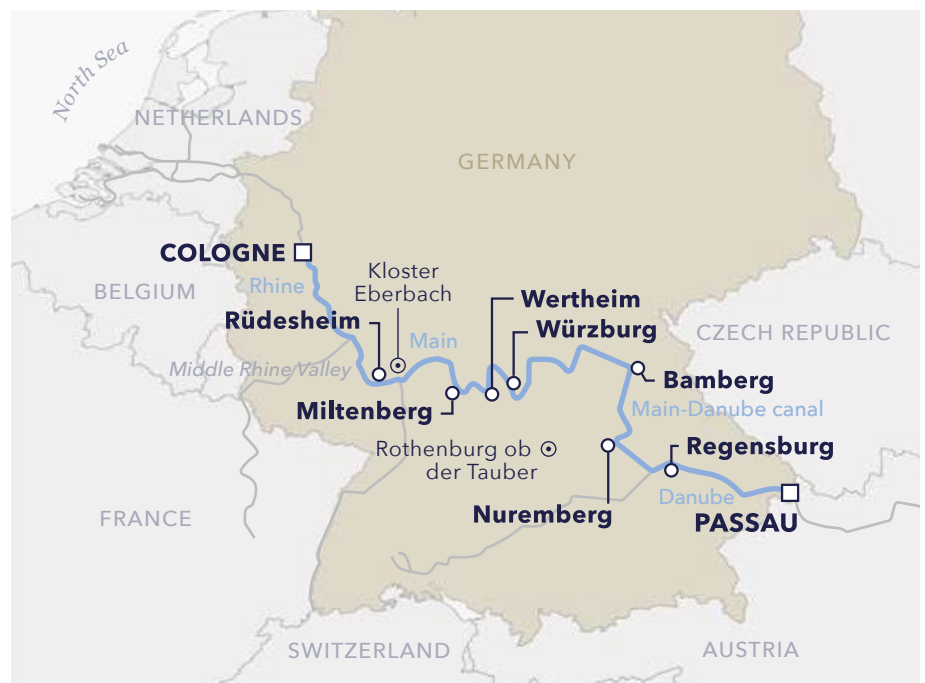 North Sea
NETHERLANDS
GERMANY
COLOGNE
Kloster
Eberbach
Rhine
BELGIUM
Wertheim
Rüdesheim
Würzburg
CZECH REPUBLIC
Main
Middle Rhine Valley
Bamberg
Miltenberg
Main-Danube canal
Rothenburg ob
der Tauber
Regensburg
Danube
Nuremberg
FRANCE
PASSAU
SWITZERLAND
AUSTRIA